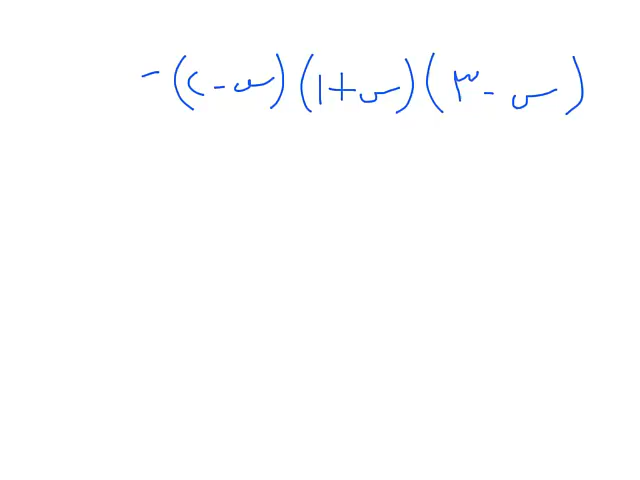 (س - ٣)(س + ١)(س - ٢) -